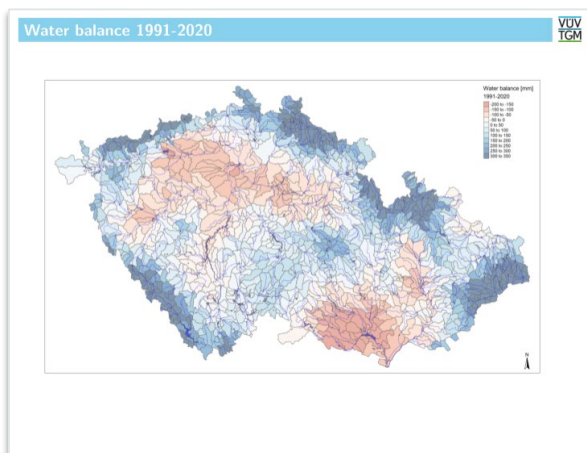 Water balance 1991-2020
VÚV
TGM
Water balance [mm]
1991-2020
-200 to -150
-150 to -100
-100 to -50
-50 to 0
0 to 50
50 to 100
100 to 150
150 to 200
200 to 250
250 to 300
300 to 350
N